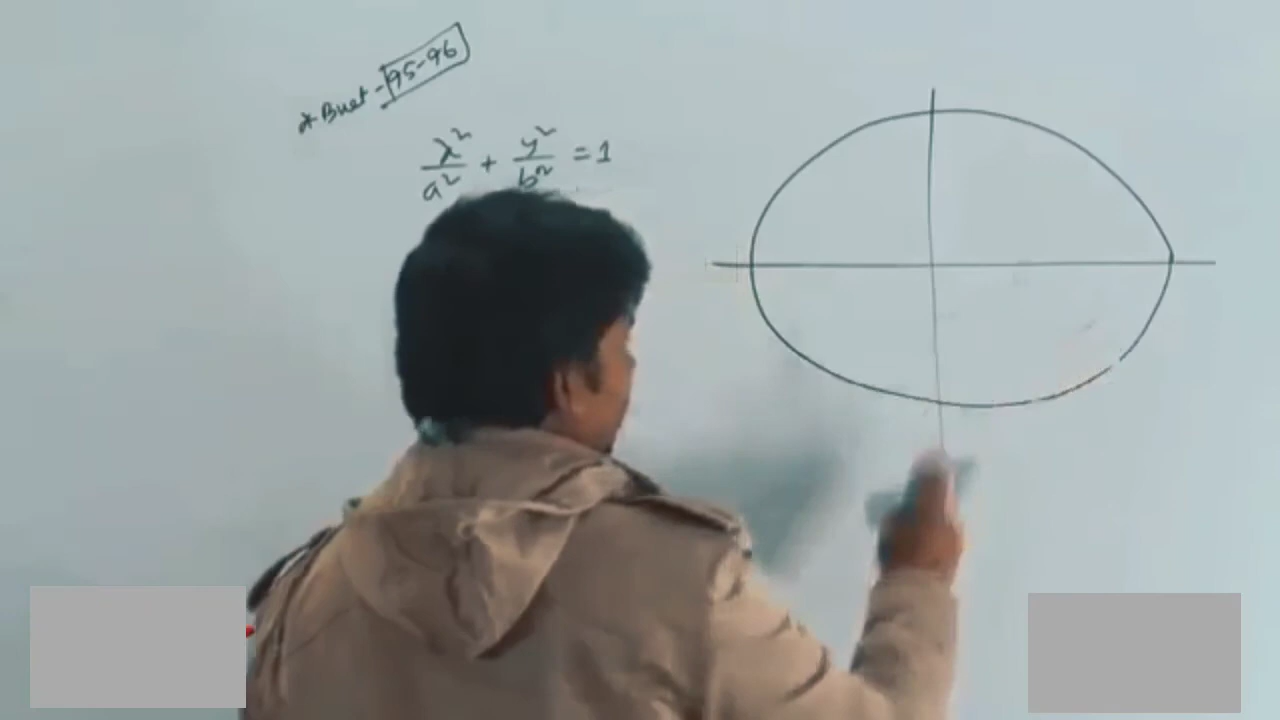 * Buet - 95-96
x²/a² + y²/b² = 1